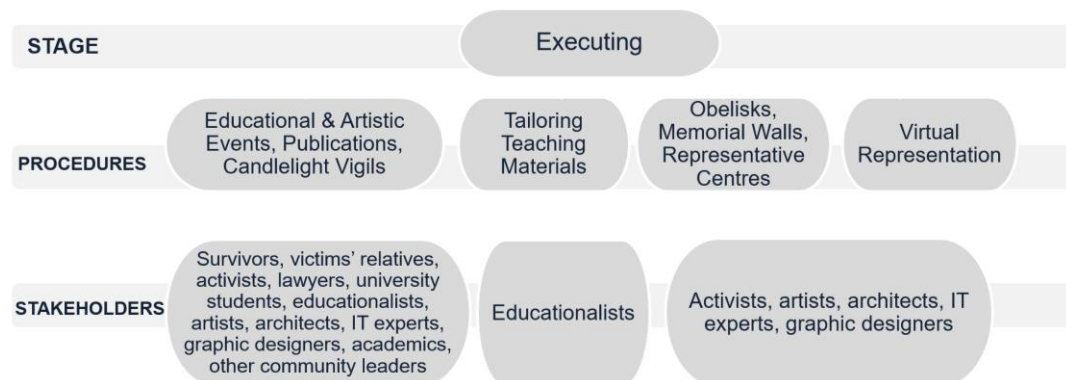 STAGE
Executing
PROCEDURES
Educational & Artistic
Events, Publications,
Candlelight Vigils
Tailoring
Teaching
Materials
Obelisks,
Memorial Walls,
Representative
Centres
Virtual
Representation
STAKEHOLDERS
Survivors, victims’ relatives,
activists, lawyers, university
students, educationalists,
artists, architects, IT experts,
graphic designers, academics,
other community leaders
Educationalists
Activists, artists, architects, IT
experts, graphic designers